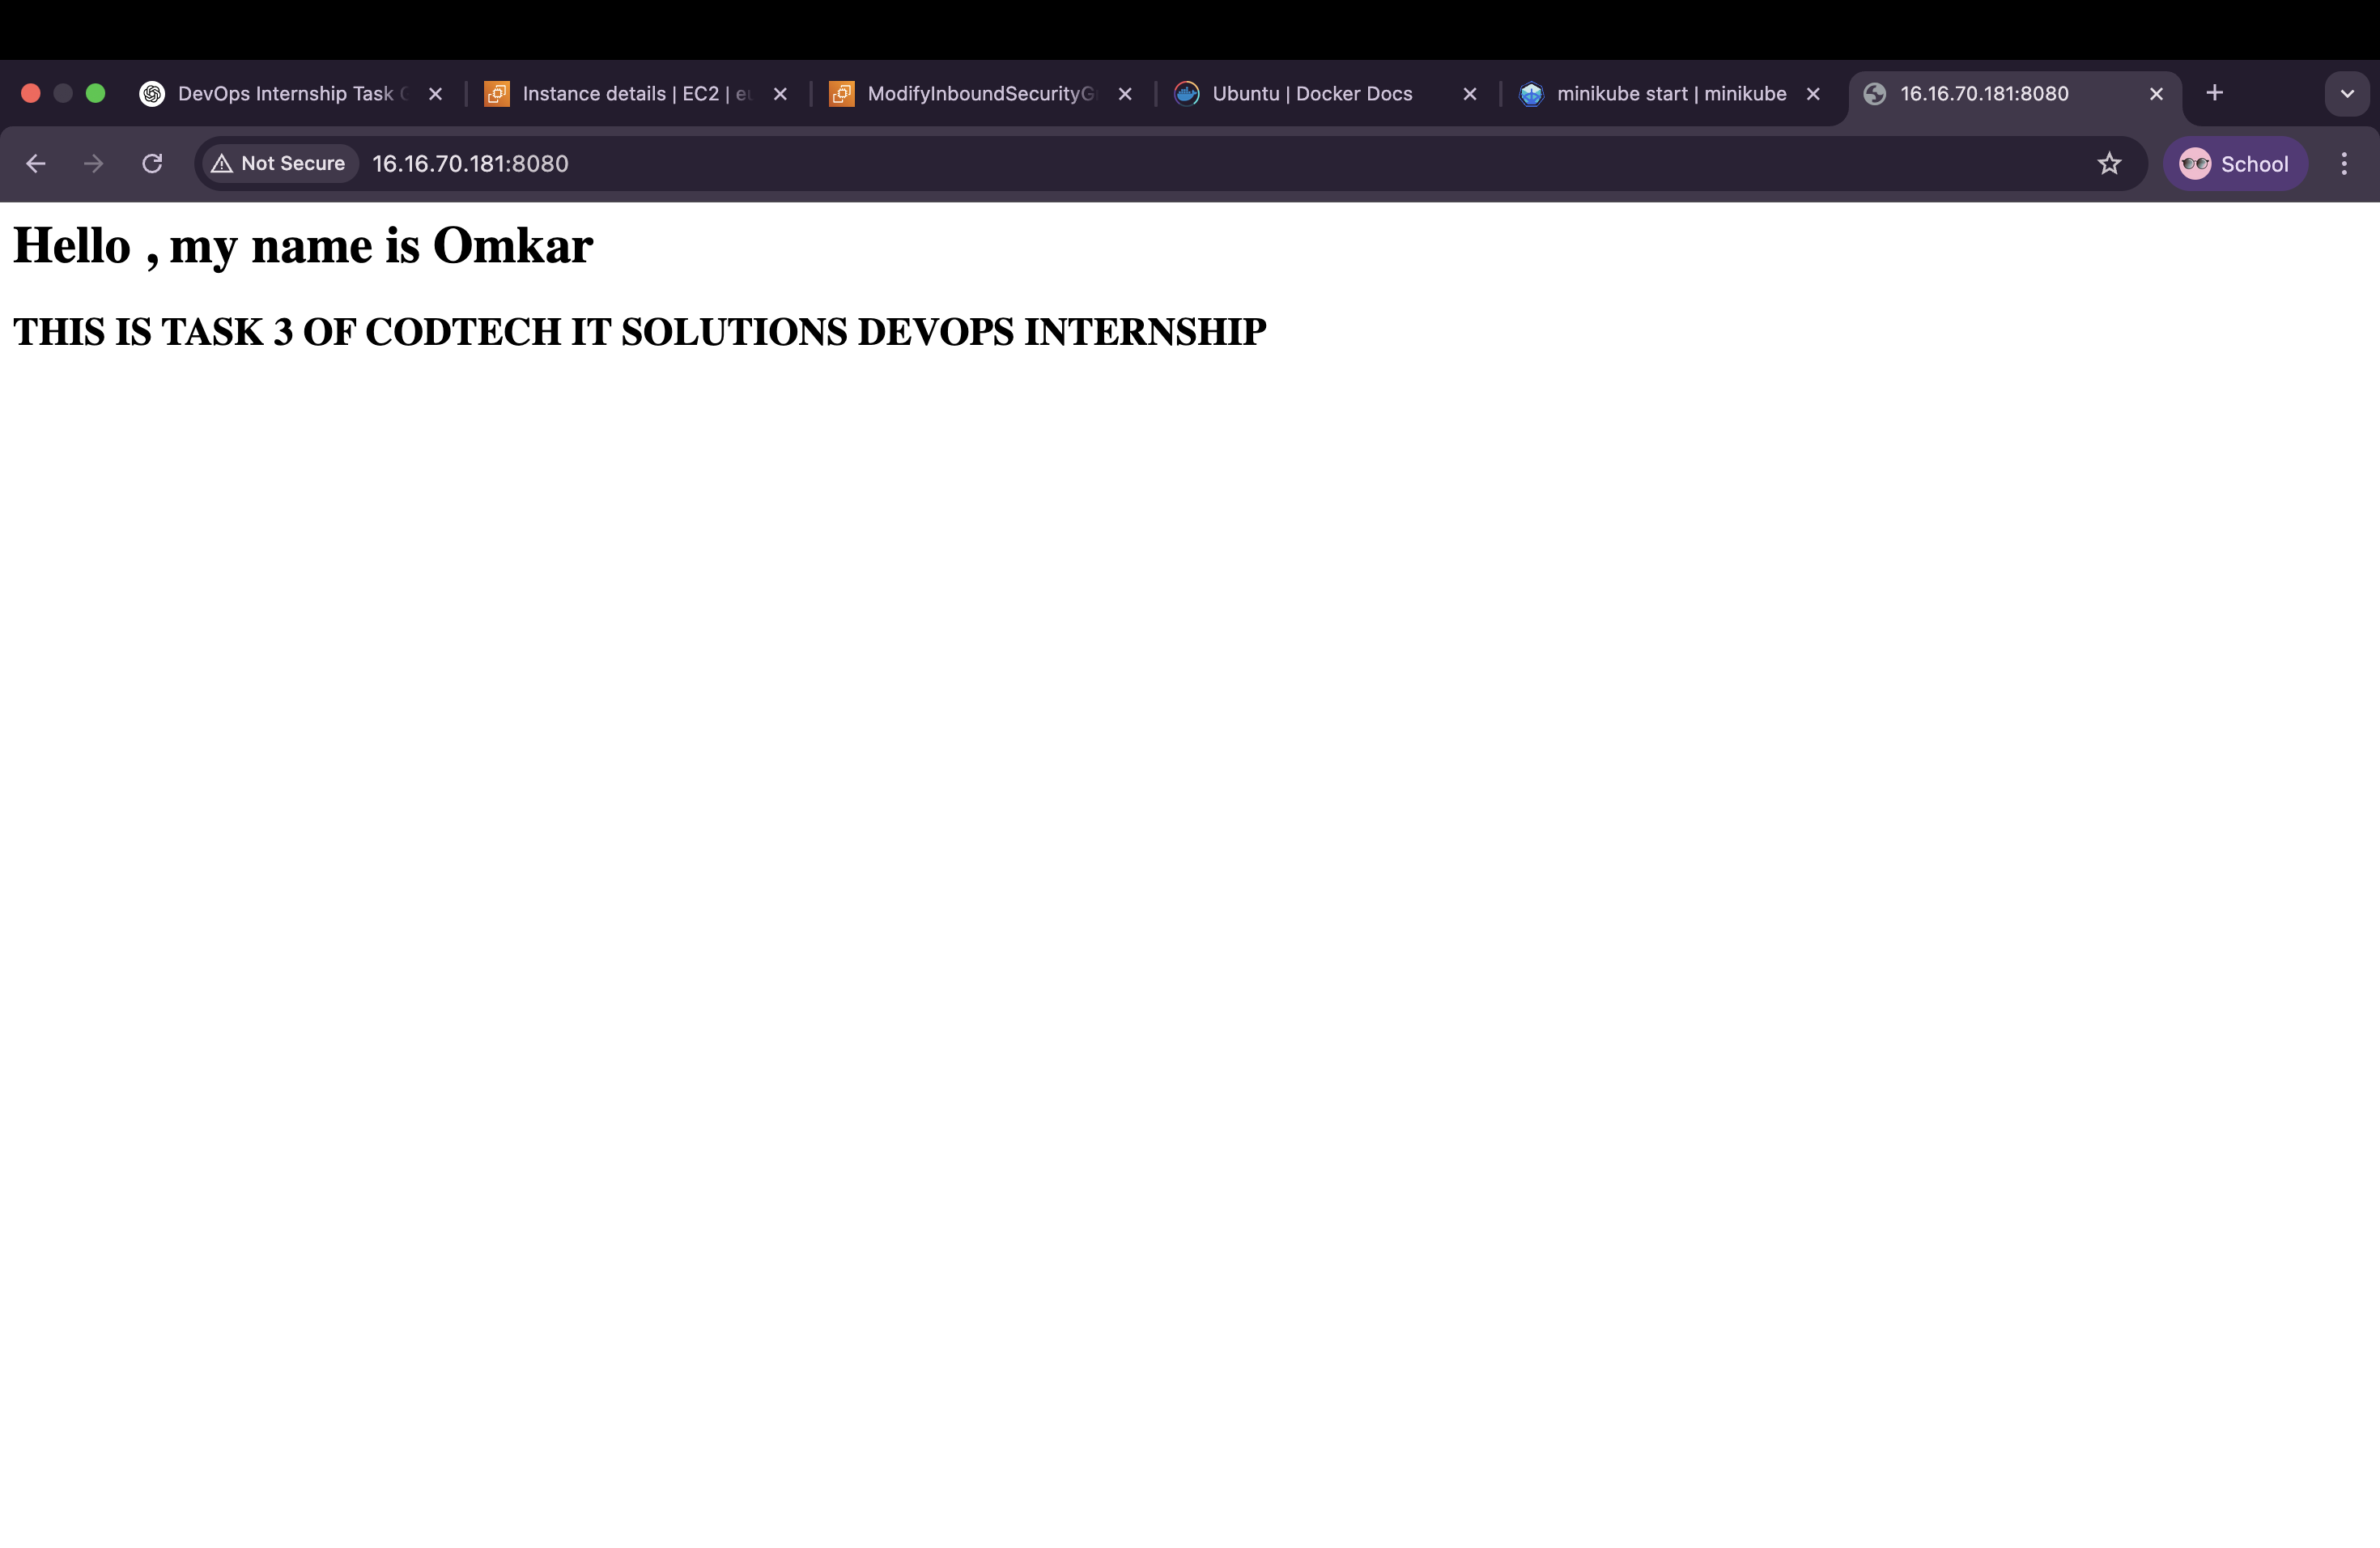 DevOps Internship Task
Instance details | EC2 | eu
ModifyInboundSecurityG
Ubuntu | Docker Docs
minikube start | minikube
16.16.70.181:8080
Not Secure
16.16.70.181:8080
School
Hello , my name is Omkar
THIS IS TASK 3 OF CODTECH IT SOLUTIONS DEVOPS INTERNSHIP